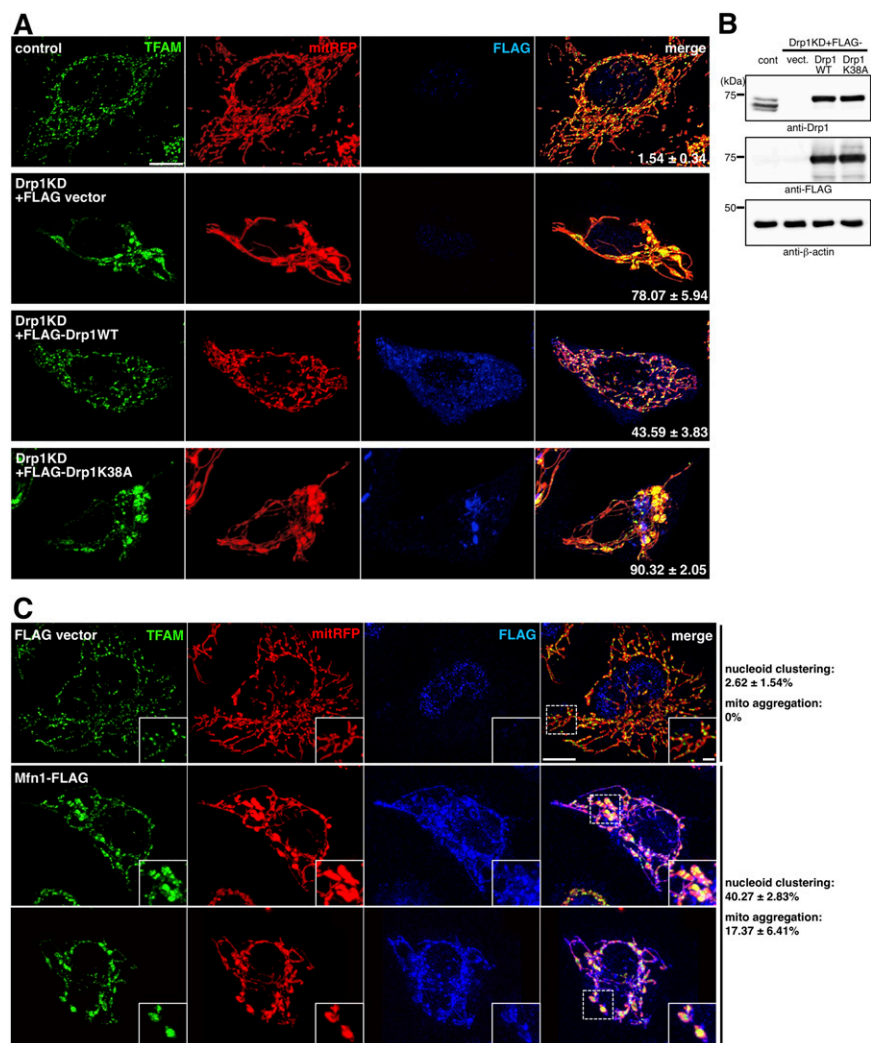 A
control
TFAM
mitRFP
FLAG
merge
1.54 ± 0.34
Drp1KD
+FLAG vector
78.07 ± 5.94
Drp1KD
+FLAG-Drp1WT
43.59 ± 3.83
Drp1KD
+FLAG-Drp1K38A
90.32 ± 2.05
B
Drp1KD+FLAG-
cont vect. Drp1 Drp1
WT K38A
(kDa)
75
anti-Drp1
75
anti-FLAG
50
anti-β-actin
C
FLAG vector
TFAM
mitRFP
FLAG
merge
nucleoid clustering:
2.62 ± 1.54%
mito aggregation:
0%
Mfn1-FLAG
nucleoid clustering:
40.27 ± 2.83%
mito aggregation:
17.37 ± 6.41%